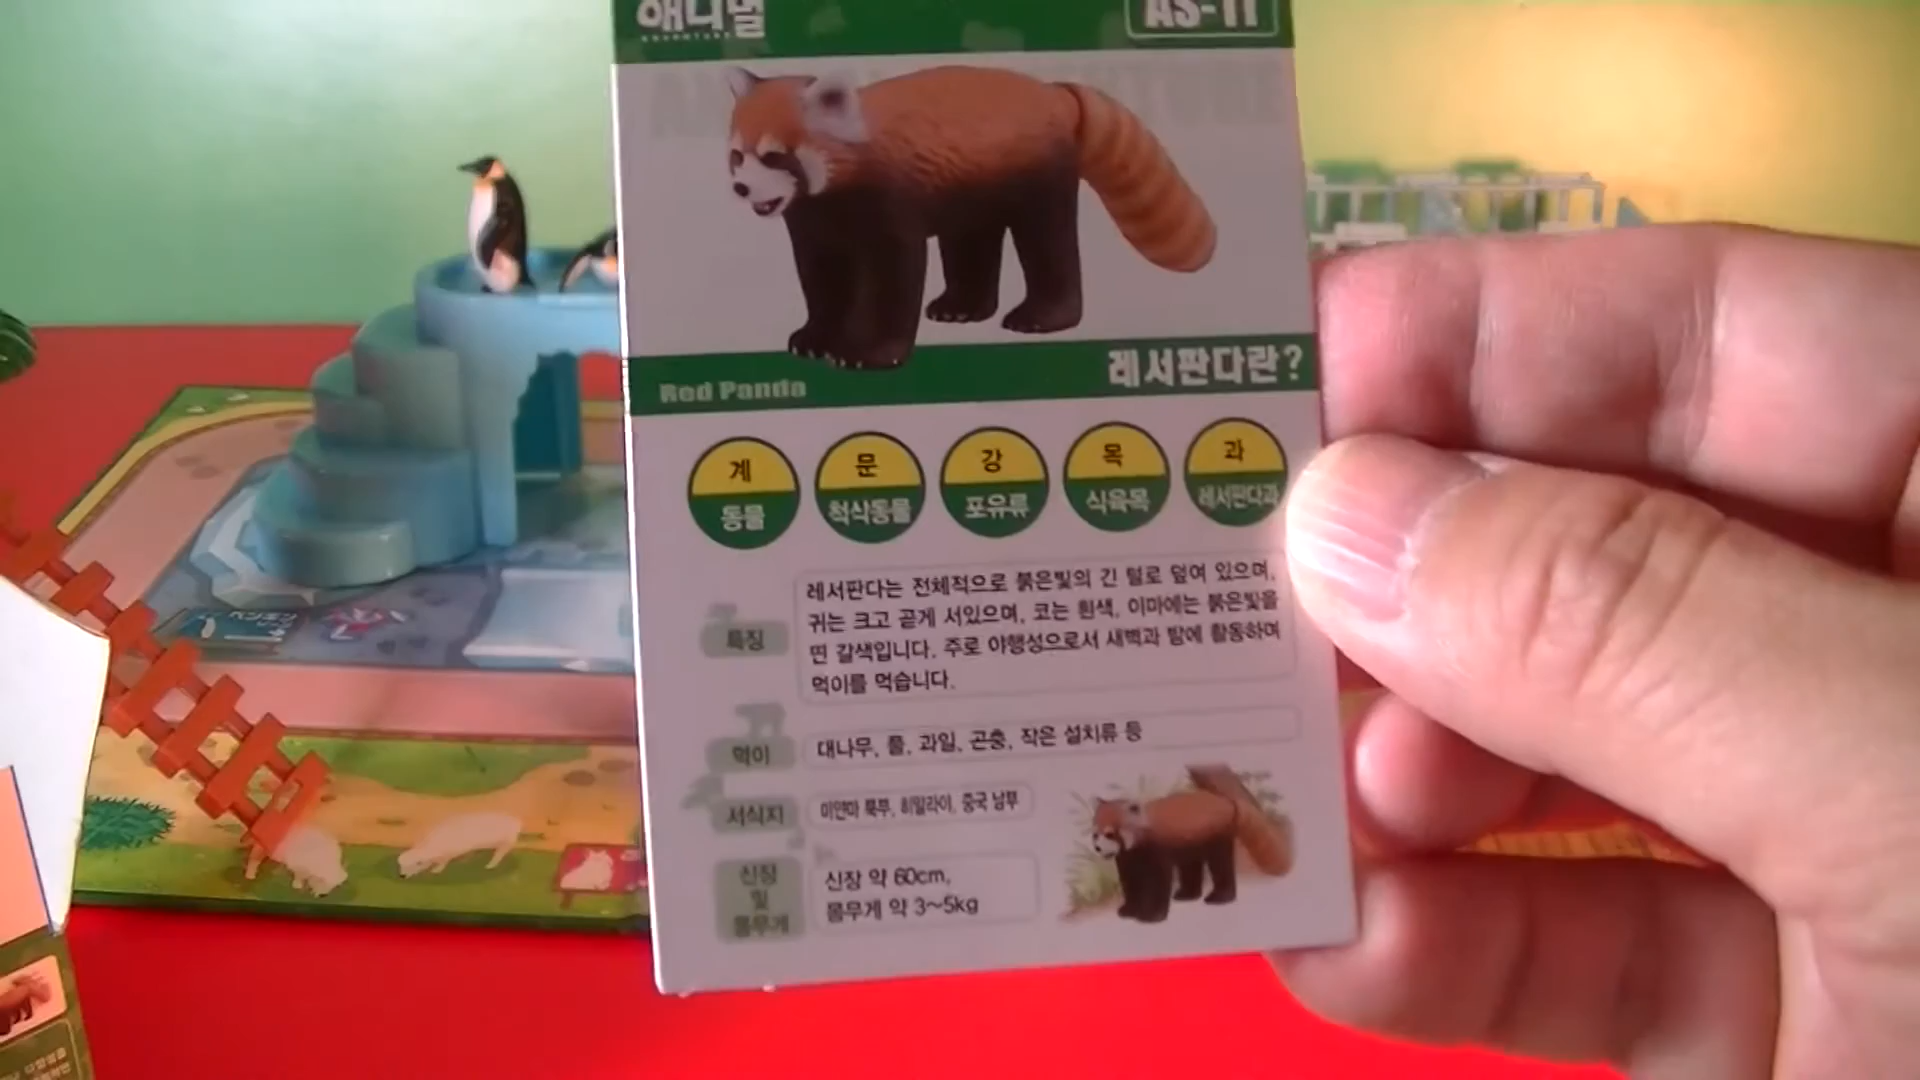 애니멀
AS-11
Red Panda
레서판다란?
계
동물
문
척삭동물
강
포유류
목
식육목
과
레서판다과
특징
레서판다는 전체적으로 붉은빛의 긴 털로 덮여 있으며,
귀는 크고 곧게 서있으며, 코는 흰색, 이마에는 붉은빛을
띤 갈색입니다. 주로 야행성으로서 새벽과 밤에 활동하며
먹이를 먹습니다.
먹이
대나무, 풀, 과일, 곤충, 작은 설치류 등
서식지
미얀마 북부, 히말라야, 중국 남부
신장
및
몸무게
신장 약 60cm,
몸무게 약 3~5kg
ペンギン